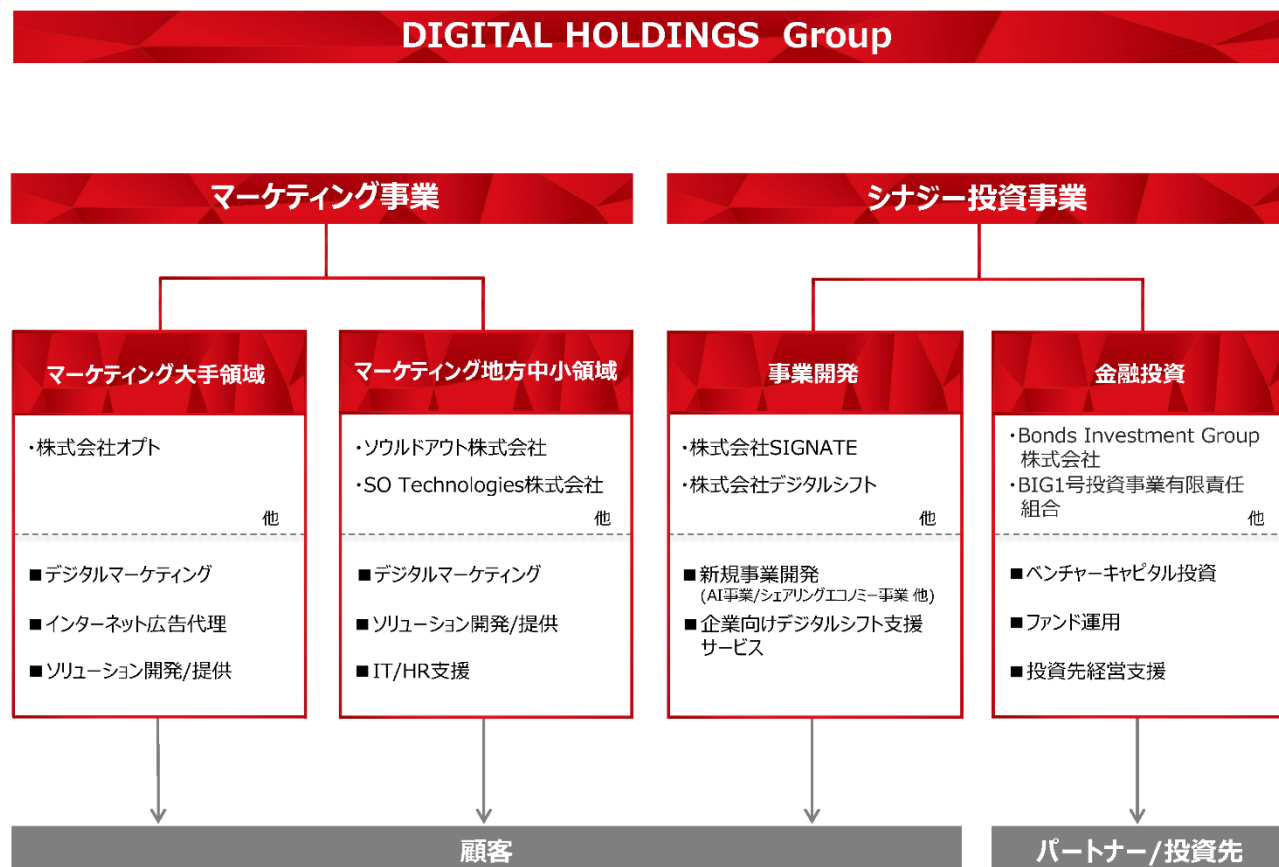 DIGITAL HOLDINGS Group
マーケティング事業
シナジー投資事業
マーケティング大手領域
・株式会社オプト
他
■デジタルマーケティング
■インターネット広告代理
■ソリューション開発/提供
マーケティング地方中小領域
・ソウルドアウト株式会社
・SO Technologies株式会社
他
■デジタルマーケティング
■ソリューション開発/提供
■IT/HR支援
事業開発
・株式会社SIGNATE
・株式会社デジタルシフト
他
■新規事業開発
(AI事業/シェアリングエコノミー事業 他)
■企業向けデジタルシフト支援
サービス
金融投資
・Bonds Investment Group
株式会社
・BIG1号投資事業有限責任
組合
他
■ベンチャーキャピタル投資
■ファンド運用
■投資先経営支援
顧客
パートナー/投資先